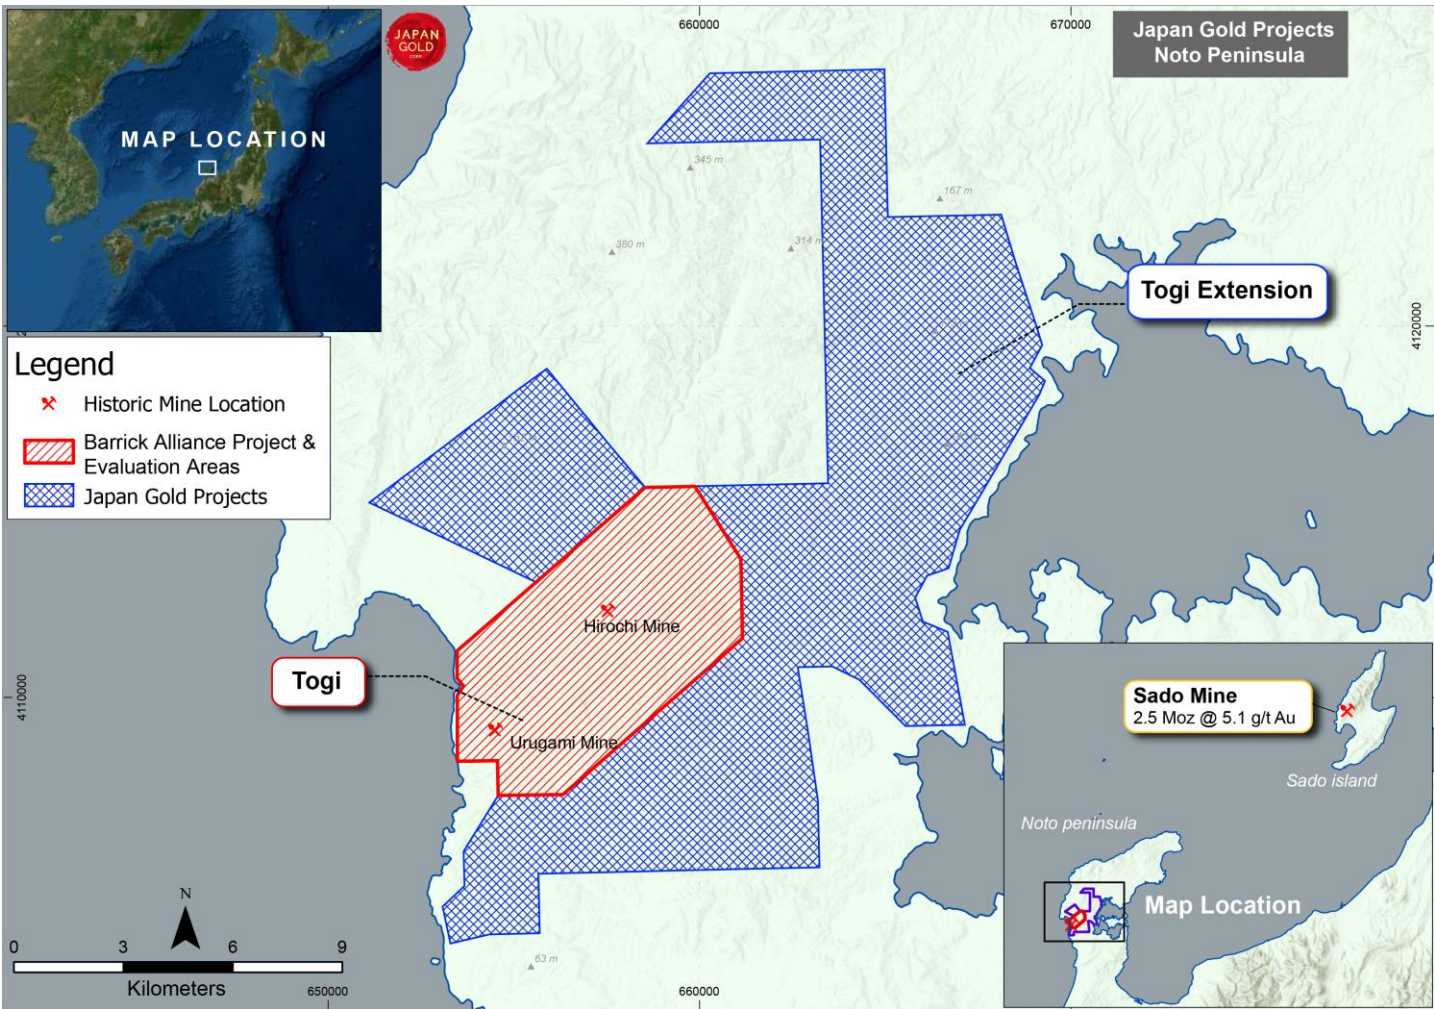 660000
670000
JAPAN
GOLD
CORP.
Japan Gold Projects
Noto Peninsula
MAP LOCATION
345 m
167 m
380 m
314 m
Togi Extension
4120000
Legend
Historic Mine Location
Barrick Alliance Project &
Evaluation Areas
Japan Gold Projects
Hirochi Mine
Togi
4110000
Urugami Mine
Sado Mine
2.5 Moz @ 5.1 g/t Au
Sado island
Noto peninsula
Map Location
N
0 3 6 9
Kilometers
63 m
650000
660000